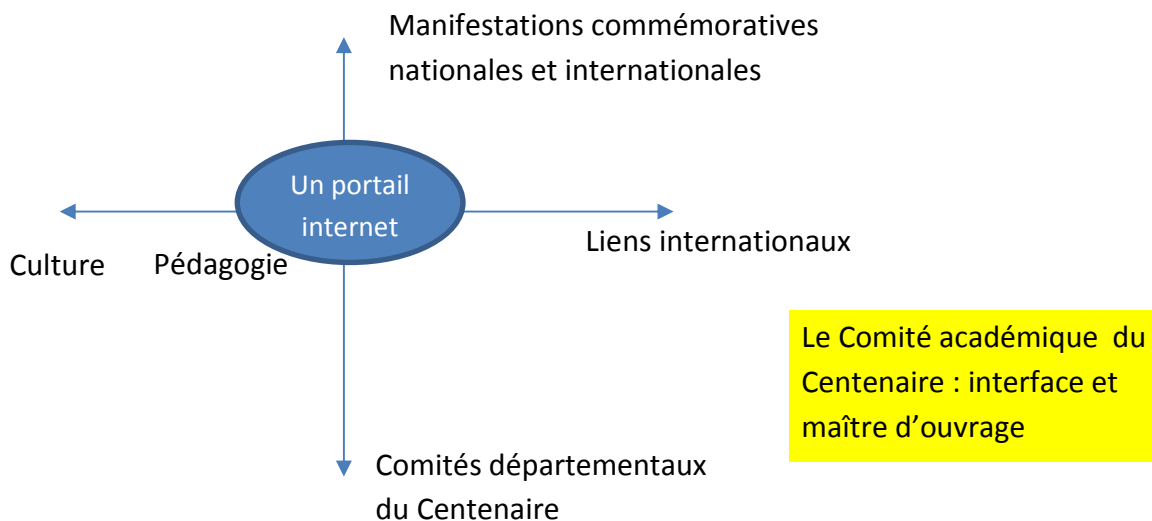 Manifestations commémoratives
nationales et internationales
Un portail
internet
Liens internationaux
Culture Pédagogie
Le Comité académique du
Centenaire : interface et
maître d’ouvrage
Comités départementaux
du Centenaire